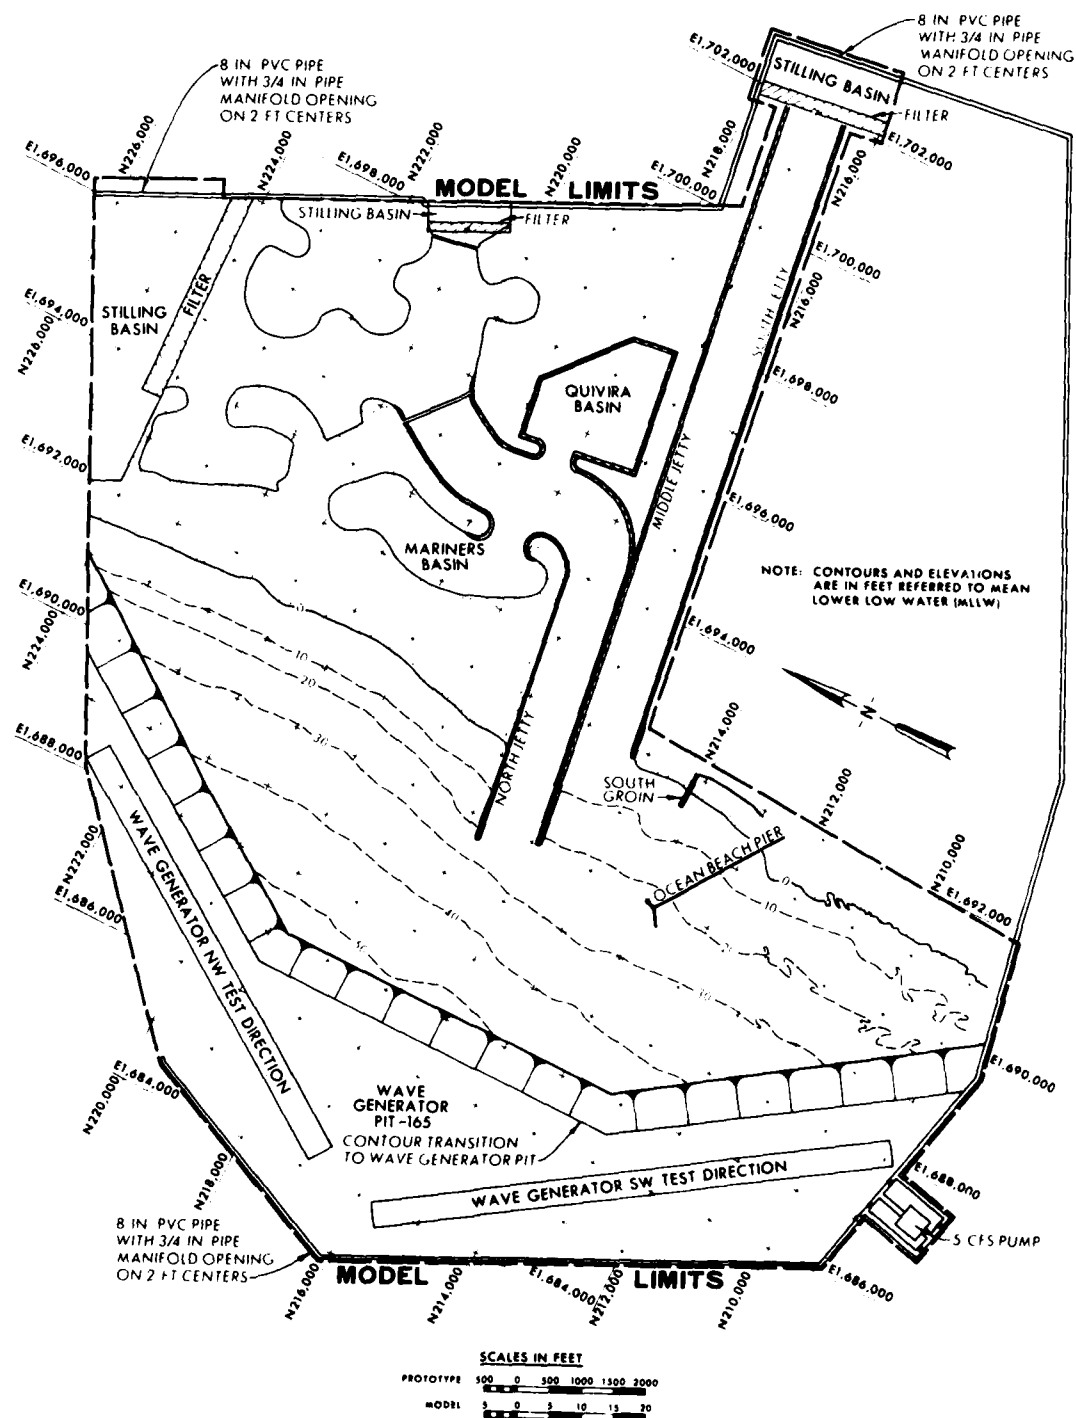 8 IN PVC PIPE
WITH 3/4 IN PIPE
MANIFOLD OPENING
ON 2 FT CENTERS
E1,702,000
STILLING BASIN
FILTER
E1,702,000
8 IN PVC PIPE
WITH 3/4 IN PIPE
MANIFOLD OPENING
ON 2 FT CENTERS
E1,696,000
N226,000
N224,000
E1,698,000
N222,000
MODEL LIMITS
N220,000
E1,700,000
N218,000
N216,000
STILLING BASIN
FILTER
E1,700,000
N216,000
E1,694,000
N226,000
STILLING
BASIN
FILTER
SOUTH JETTY
E1,698,000
QUIVIRA
BASIN
E1,692,000
MIDDLE JETTY
E1,696,000
MARINERS
BASIN
NOTE: CONTOURS AND ELEVATIONS
ARE IN FEET REFERRED TO MEAN
LOWER LOW WATER (MLLW)
E1,690,000
N224,000
0
10
20
30
E1,694,000
N
E1,688,000
NORTH JETTY
N214,000
SOUTH
GROIN
N212,000
N222,000
WAVE GENERATOR NW TEST DIRECTION
OCEAN BEACH PIER
0
10
N210,000
E1,692,000
E1,686,000
40
50
30
E1,684,000
N220,000
E1,690,000
WAVE
GENERATOR
PIT -165
CONTOUR TRANSITION
TO WAVE GENERATOR PIT
N218,000
WAVE GENERATOR SW TEST DIRECTION
E1,688,000
5 CFS PUMP
8 IN PVC PIPE
WITH 3/4 IN PIPE
MANIFOLD OPENING
ON 2 FT CENTERS
N216,000
MODEL LIMITS
N214,000
E1,684,000
N212,000
N210,000
E1,686,000
SCALES IN FEET
PROTOTYPE 500 0 500 1000 1500 2000
MODEL 5 0 5 10 15 20